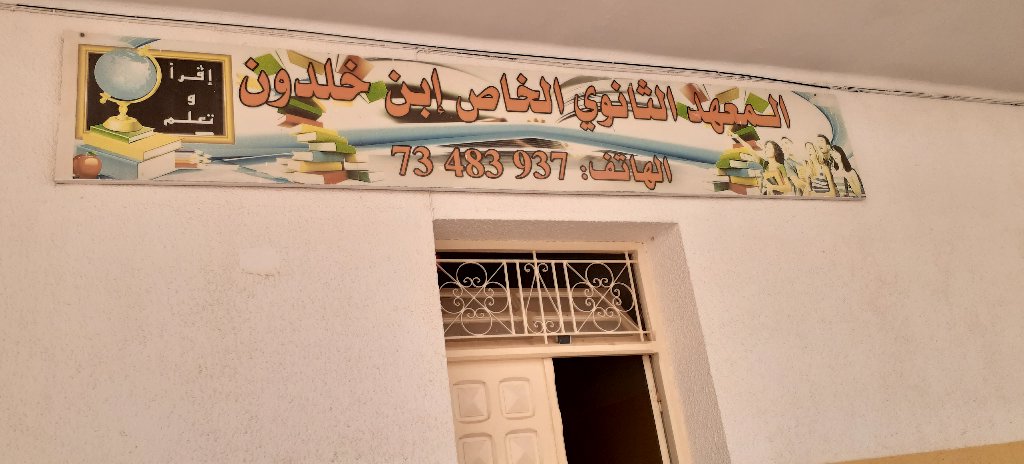 المعهد الثانوي الخاص إبن خلدون
الهاتف: 937 483 73
إقرأ
و
تعلم